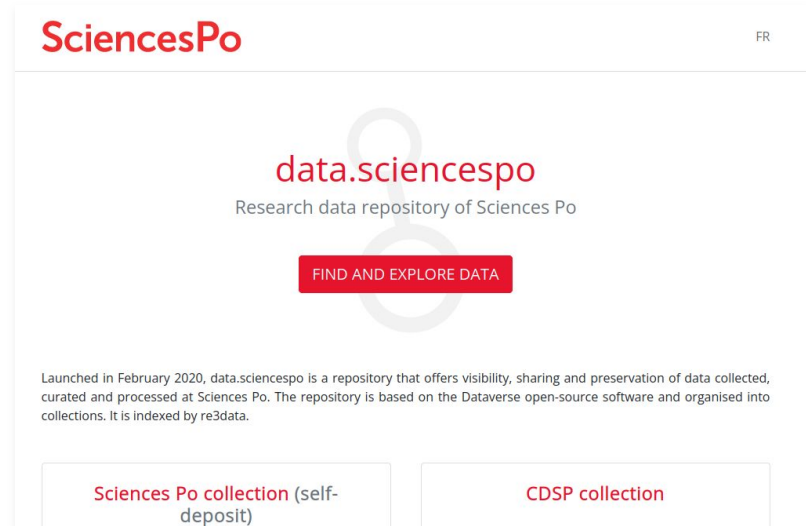 SciencesPo
FR
data.sciencespo
Research data repository of Sciences Po
FIND AND EXPLORE DATA
Launched in February 2020, data.sciencespo is a repository that offers visibility, sharing and preservation of data collected,
curated and processed at Sciences Po. The repository is based on the Dataverse open-source software and organised into
collections. It is indexed by re3data.
Sciences Po collection (self-
deposit)
CDSP collection